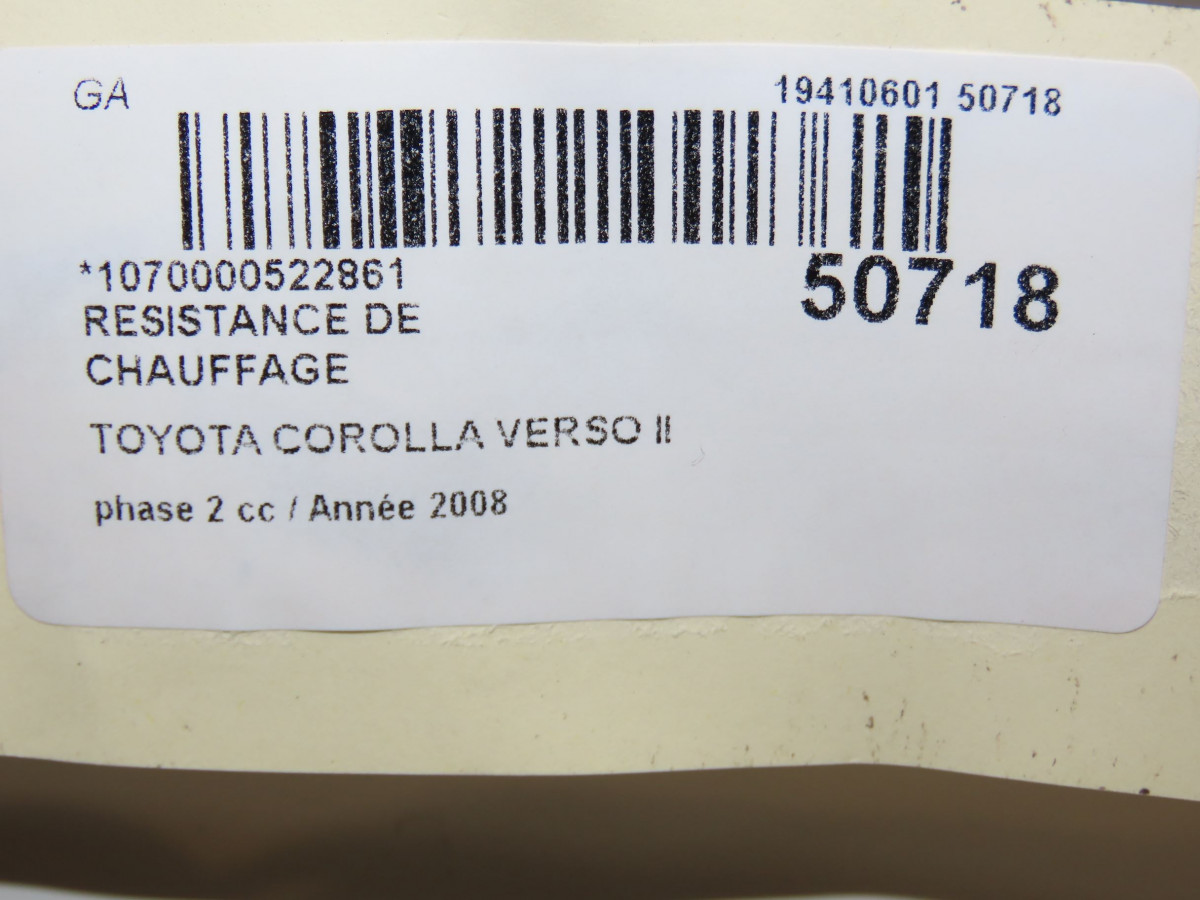 GA
19410601 50718
*1070000522861
50718
RESISTANCE DE
CHAUFFAGE
TOYOTA COROLLA VERSO II
phase 2 cc / Année 2008